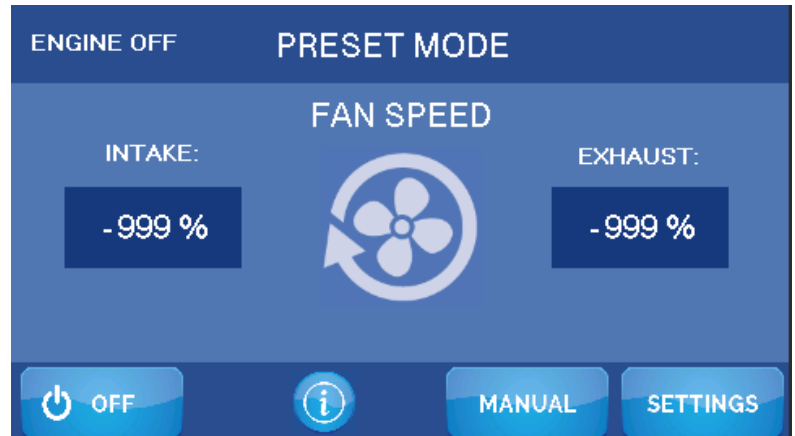 ENGINE OFF
PRESET MODE
FAN SPEED
INTAKE:
EXHAUST:
-999 %
-999 %
OFF
i
MANUAL
SETTINGS